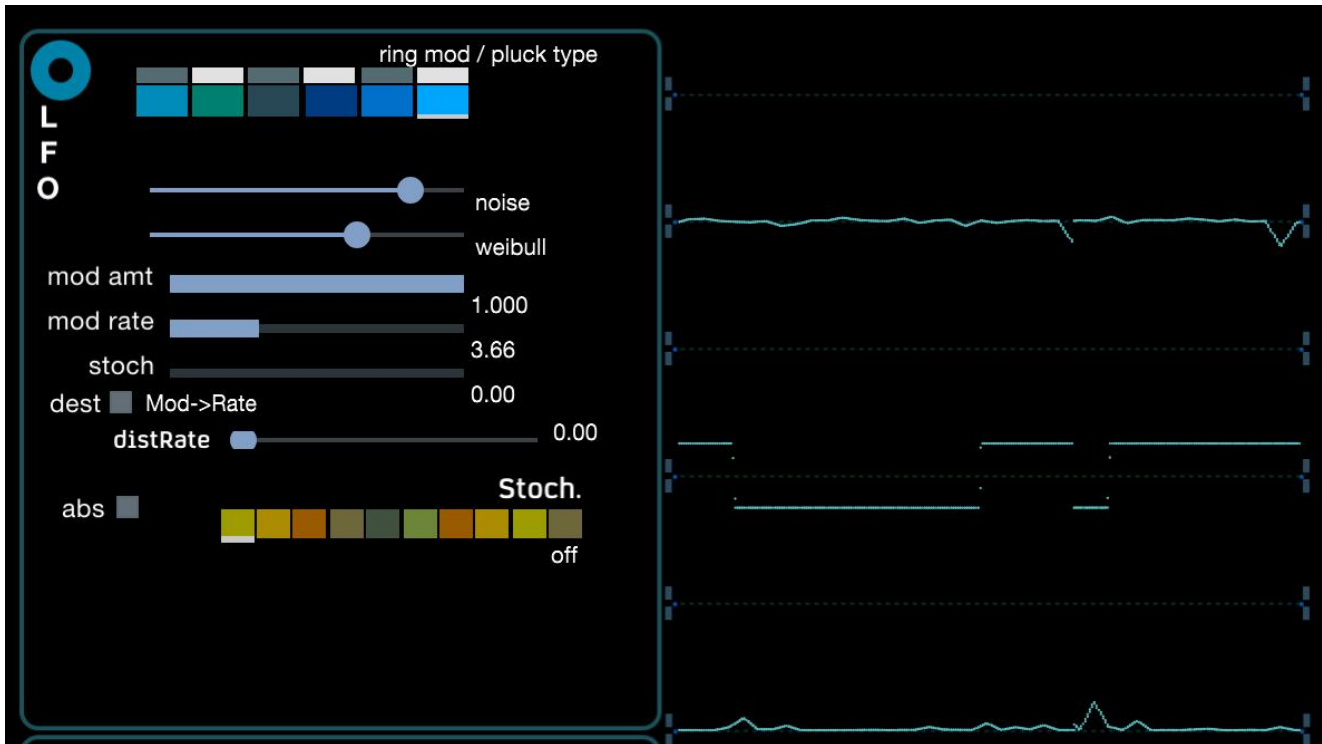 ring mod / pluck type
L
F
O
noise
weibull
mod amt
1.000
mod rate
3.66
stoch
0.00
dest Mod->Rate
distRate 0.00
Stoch.
abs
off